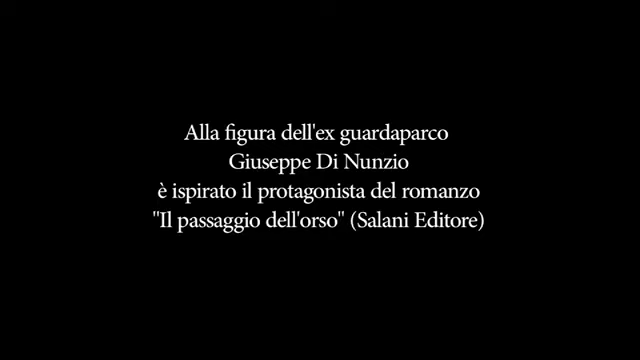 Alla figura dell'ex guardaparco
Giuseppe Di Nunzio
è ispirato il protagonista del romanzo
"Il passaggio dell'orso" (Salani Editore)